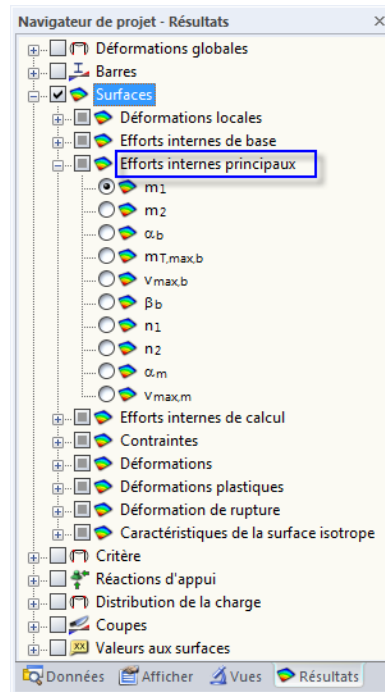 Navigateur de projet - Résultats
Déformations globales
Barres
Surfaces
Déformations locales
Efforts internes de base
Efforts internes principaux
m1
m2
αb
mT,max,b
vmax,b
βb
n1
n2
αm
vmax,m
Efforts internes de calcul
Contraintes
Déformations
Déformations plastiques
Déformation de rupture
Caractéristiques de la surface isotrope
Critère
Réactions d'appui
Distribution de la charge
Coupes
xx Valeurs aux surfaces
Données Afficher Vues Résultats